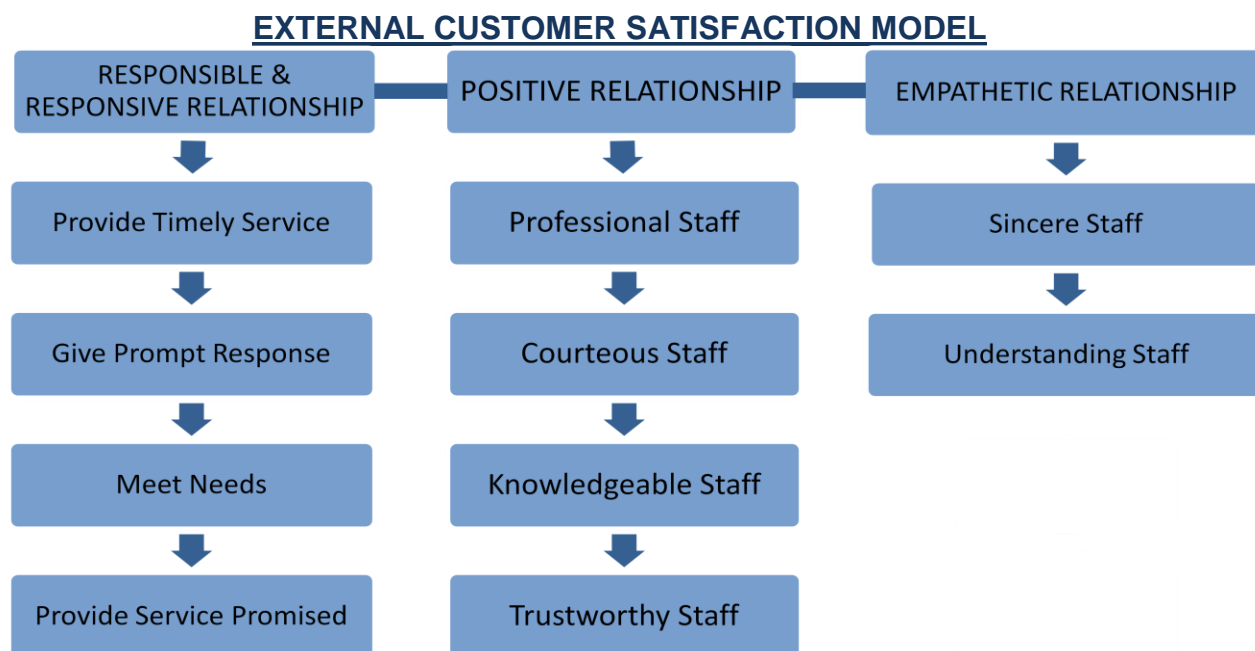 EXTERNAL CUSTOMER SATISFACTION MODEL
RESPONSIBLE &
RESPONSIVE RELATIONSHIP
Provide Timely Service
Give Prompt Response
Meet Needs
Provide Service Promised
POSITIVE RELATIONSHIP
Professional Staff
Courteous Staff
Knowledgeable Staff
Trustworthy Staff
EMPATHETIC RELATIONSHIP
Sincere Staff
Understanding Staff